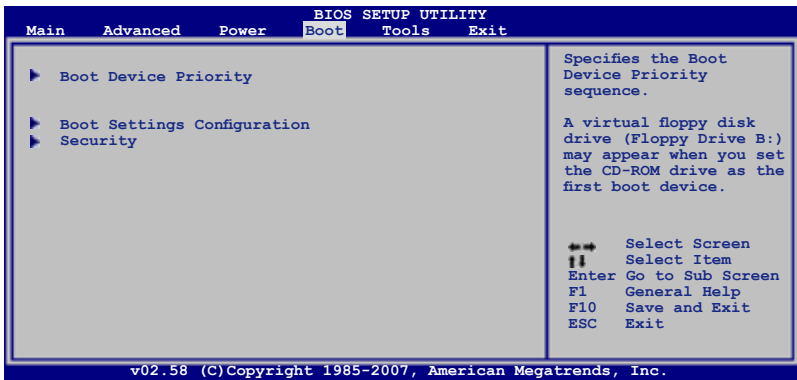 BIOS SETUP UTILITY
Main Advanced Power Boot Tools Exit
Boot Device Priority
Boot Settings Configuration
Security
Specifies the Boot
Device Priority
sequence.
A virtual floppy disk
drive (Floppy Drive B:)
may appear when you set
the CD-ROM drive as the
first boot device.
Select Screen
Select Item
Enter Go to Sub Screen
F1 General Help
F10 Save and Exit
ESC Exit
v02.58 (C)Copyright 1985-2007, American Megatrends, Inc.